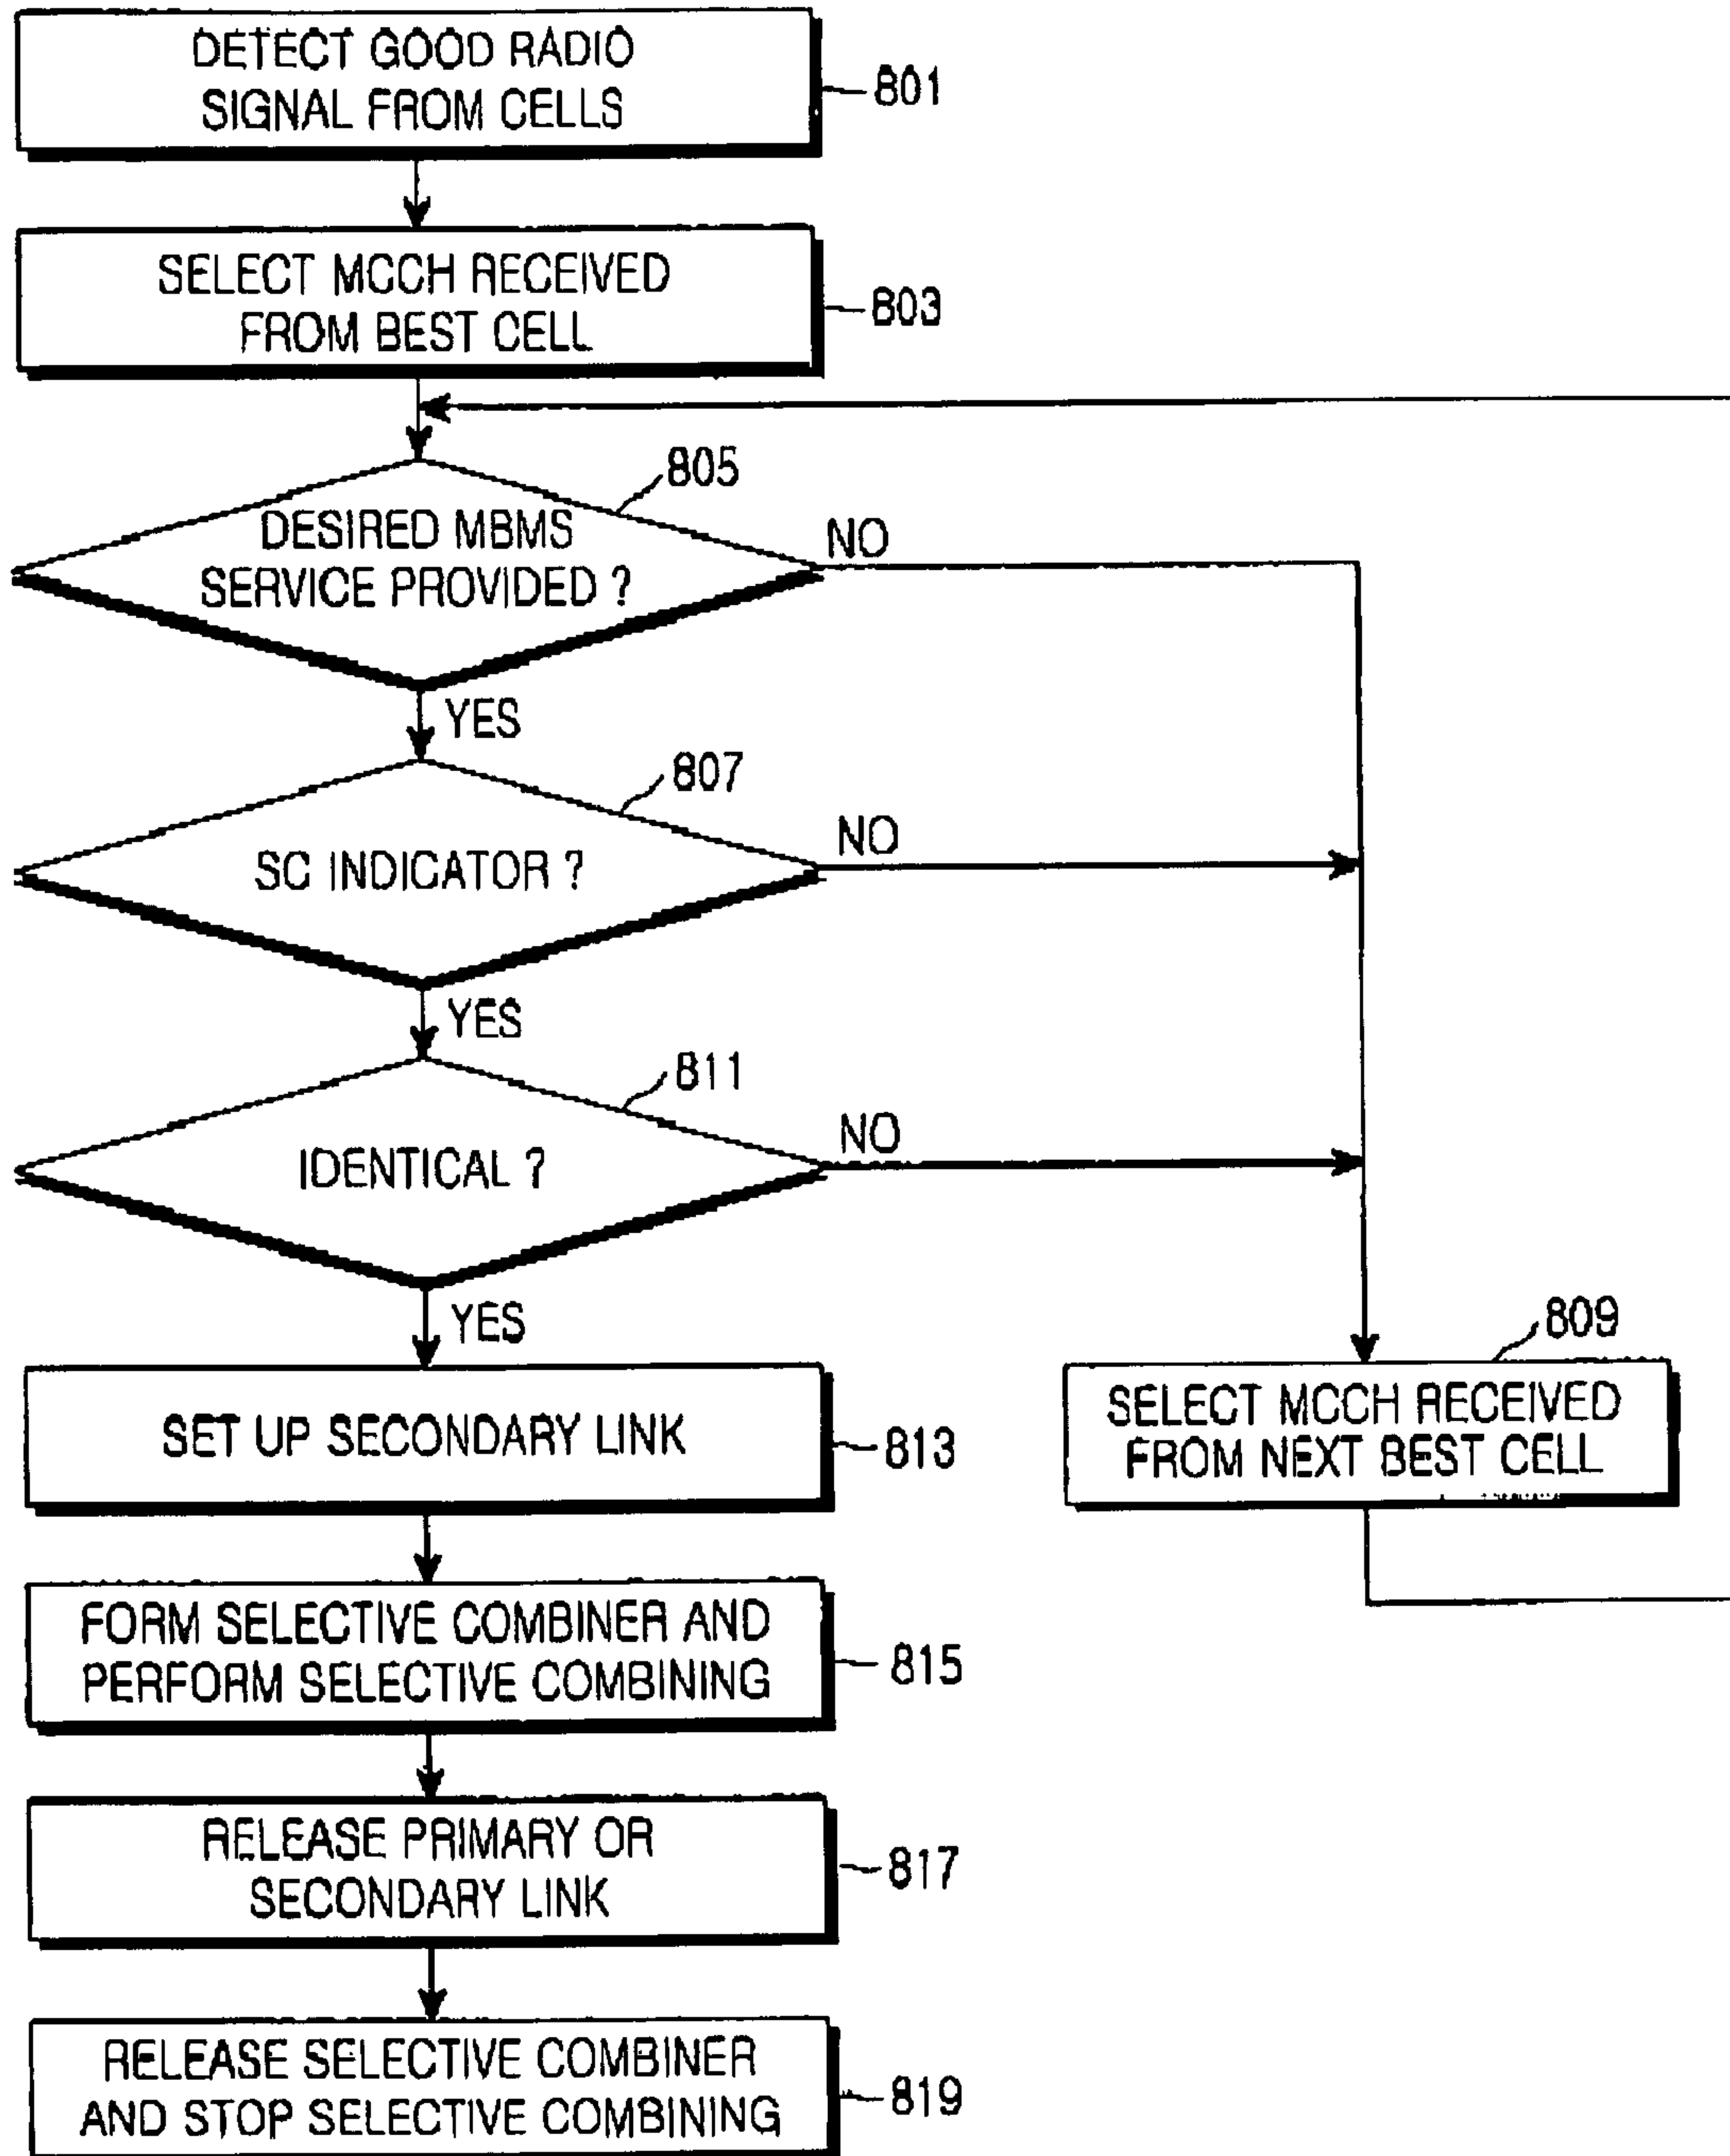 DETECT GOOD RADIO
SIGNAL FROM CELLS
801
SELECT MCCH RECEIVED
FROM BEST CELL
803
805
DESIRED MBMS
SERVICE PROVIDED ?
NO
YES
807
SC INDICATOR ?
NO
YES
811
IDENTICAL ?
NO
YES
809
SELECT MCCH RECEIVED
FROM NEXT BEST CELL
SET UP SECONDARY LINK
813
FORM SELECTIVE COMBINER AND
PERFORM SELECTIVE COMBINING
815
RELEASE PRIMARY OR
SECONDARY LINK
817
RELEASE SELECTIVE COMBINER
AND STOP SELECTIVE COMBINING
819